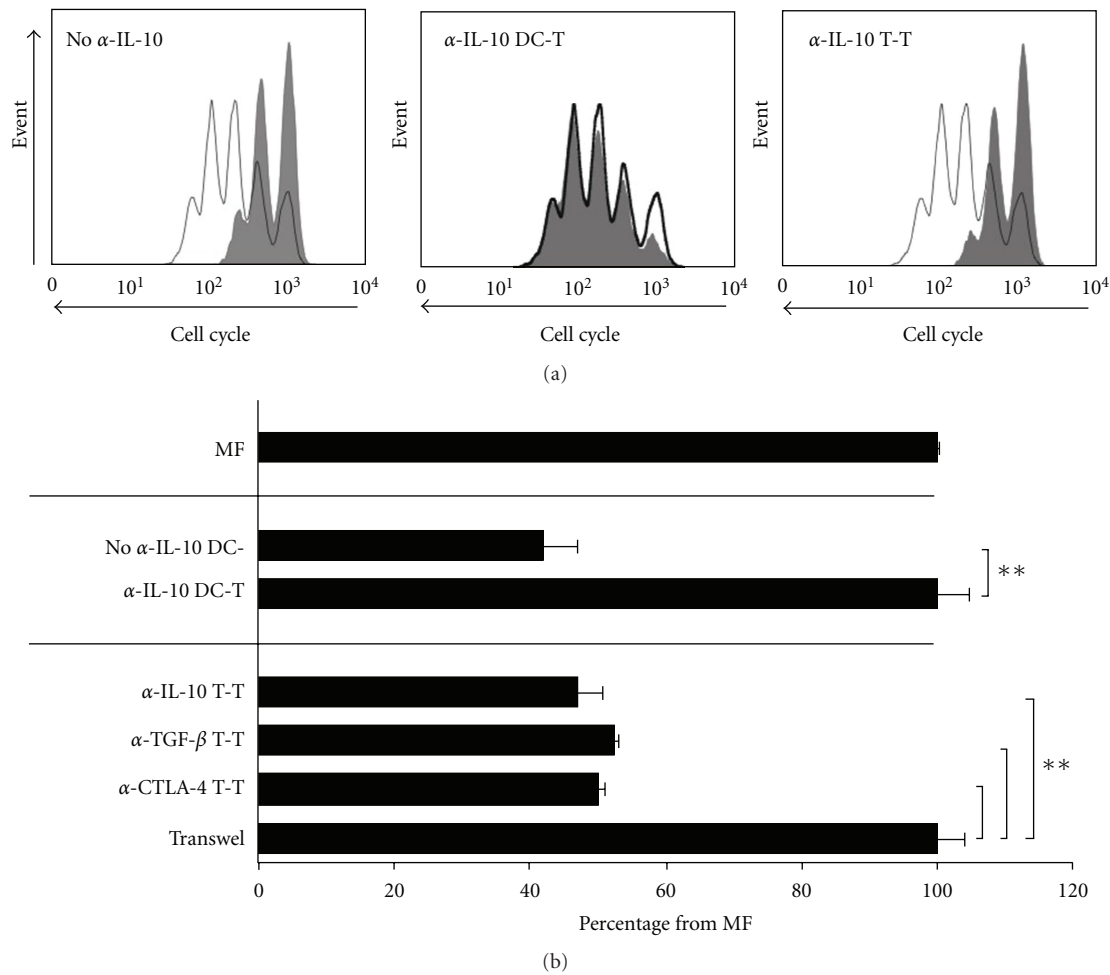 No α-IL-10
α-IL-10 DC-T
α-IL-10 T-T
Event
Event
Event
0 10¹ 10² 10³ 10⁴
0 10¹ 10² 10³ 10⁴
0 10¹ 10² 10³ 10⁴
Cell cycle
Cell cycle
Cell cycle
(a)
MF
No α-IL-10 DC-
α-IL-10 DC-T
**
α-IL-10 T-T
α-TGF-β T-T
α-CTLA-4 T-T
**
Transwel
0 20 40 60 80 100 120
Percentage from MF
(b)